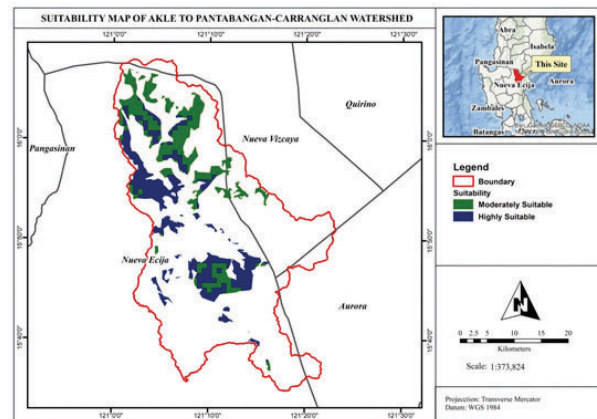 SUITABILITY MAP OF AKLE TO PANTABANGAN-CARRANGLAN WATERSHED
121°0'0" 121°10'0" 121°20'0" 121°30'0"
Quirino
16°0'0" 16°0'0"
Pangasinan
Nueva Vizcaya
15°50'0" 15°50'0"
Nueva Ecija
Aurora
15°40'0" 15°40'0"
121°0'0" 121°10'0" 121°20'0" 121°30'0"
Abra
Isabela
Pangasinan
This Site
Nueva Ecija
Aurora
Zambales
Batangas
Legend
Boundary
Suitability
Moderately Suitable
Highly Suitable
N
0 2.5 5 10 15 20
Kilometers
Scale: 1:373,824
Projecction: Transverse Mercator
Datum: WGS 1984